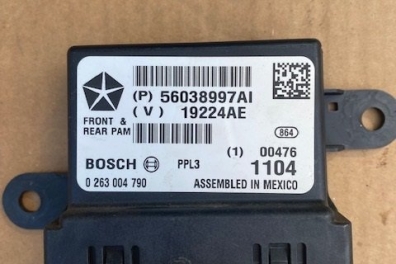 (P) 56038997AI
(V) 19224AE
FRONT &
REAR PAM
864
BOSCH PPL3
(1) 00476
1104
0 263 004 790
ASSEMBLED IN MEXICO